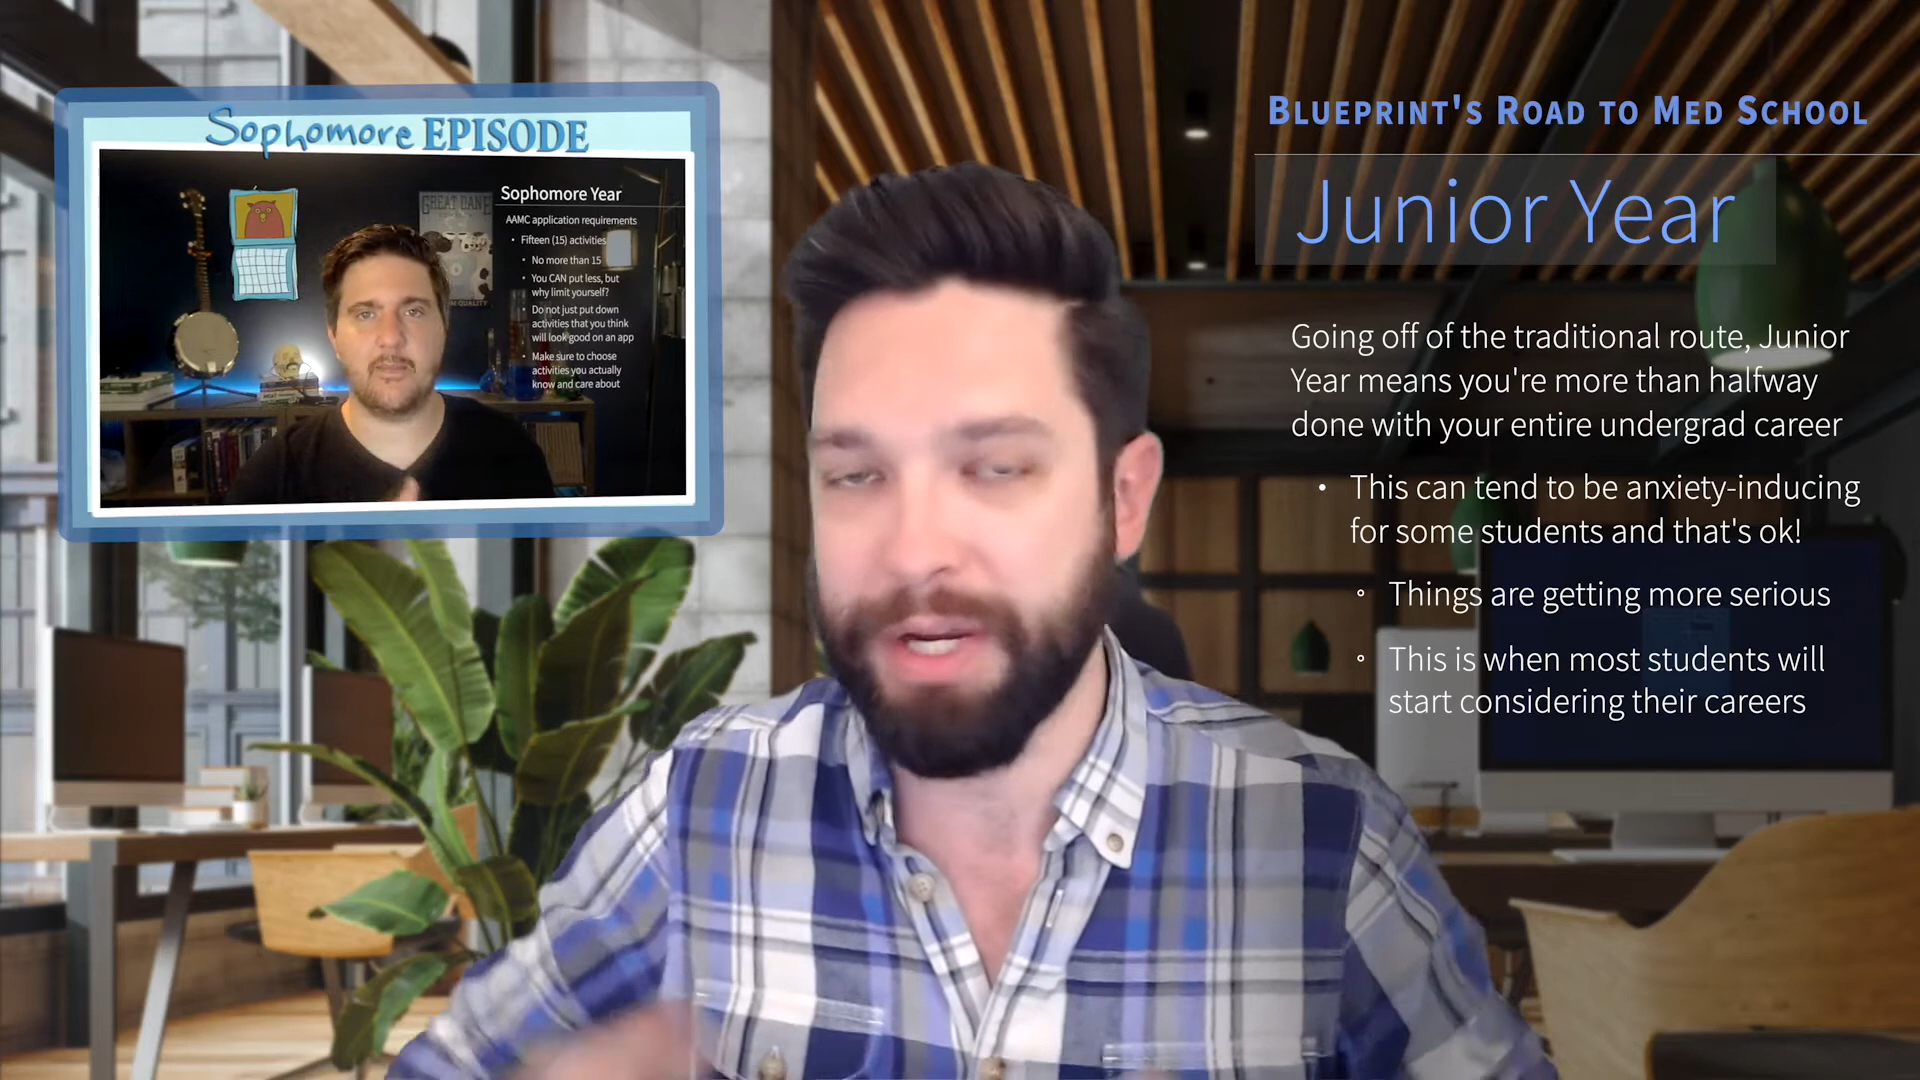 Sophomore EPISODE
Sophomore Year
AAMC application requirements
• Fifteen (15) activities
• No more than 15
• You CAN put less, but
why limit yourself?
• Do not just put down
activities that you think
will look good on an app
• Make sure to choose
activities you actually
know and care about
GREAT DANE
BLUEPRINT'S ROAD TO MED SCHOOL
Junior Year
Going off of the traditional route, Junior
Year means you're more than halfway
done with your entire undergrad career
• This can tend to be anxiety-inducing
for some students and that's ok!
◦ Things are getting more serious
◦ This is when most students will
start considering their careers